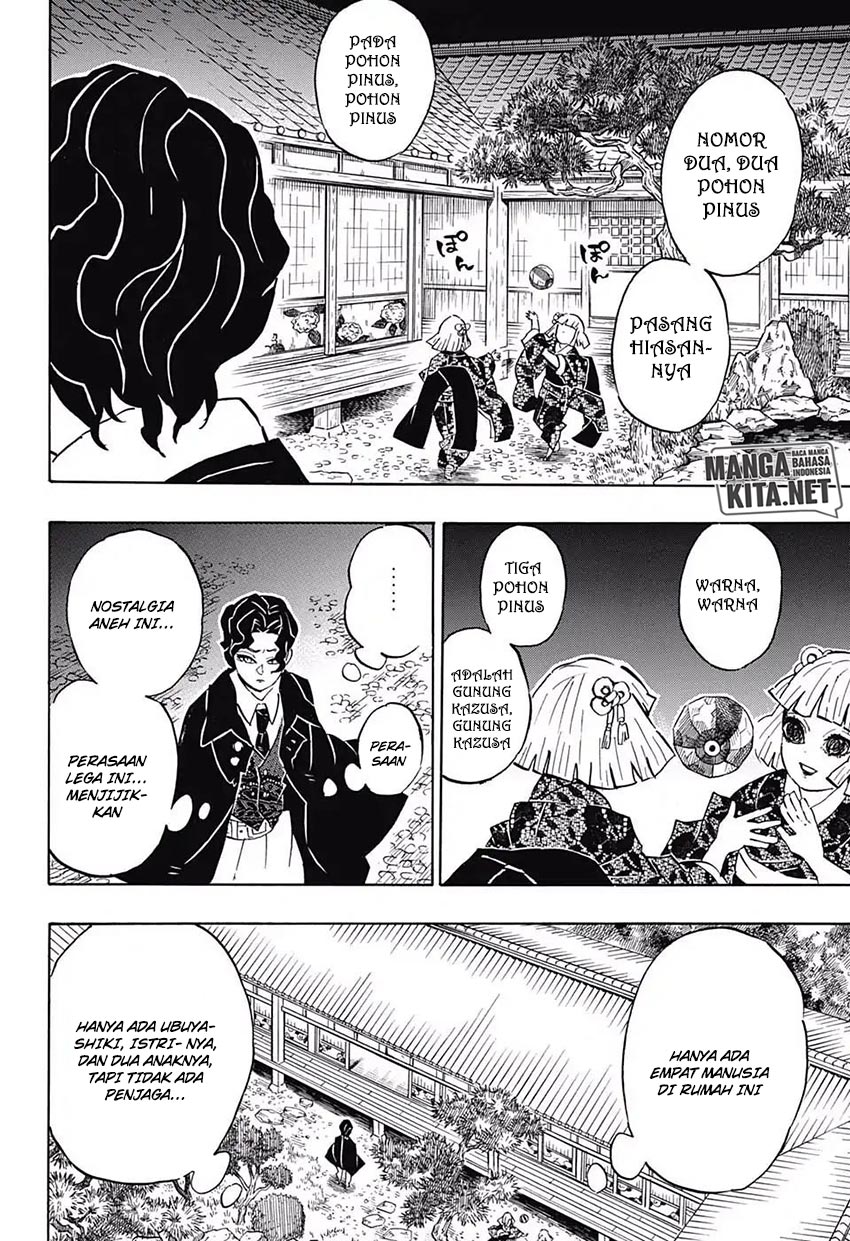 NOMOR
DUA, DUA
POHON
PINUS
PASANG
HIASAN-
NYA
PADA
POHON
PINUS,
POHON
PINUS
ぽん
ぽん
MANGA
KITA.NET
BACA MANGA
BAHASA
INDONESIA
WARNA,
WARNA
TIGA
POHON
PINUS
ADALAH
GUNUNG
KAZUSA,
GUNUNG
KAZUSA
.......
PERA-
SAAN
NOSTALGIA
ANEH INI...
PERASAAN
LEGA INI...
MENJIJIK-
KAN
HANYA ADA
EMPAT MANUSIA
DI RUMAH INI
HANYA ADA UBUYA-
SHIKI, ISTRI- NYA,
DAN DUA ANAKNYA,
TAPI TIDAK ADA
PENJAGA...